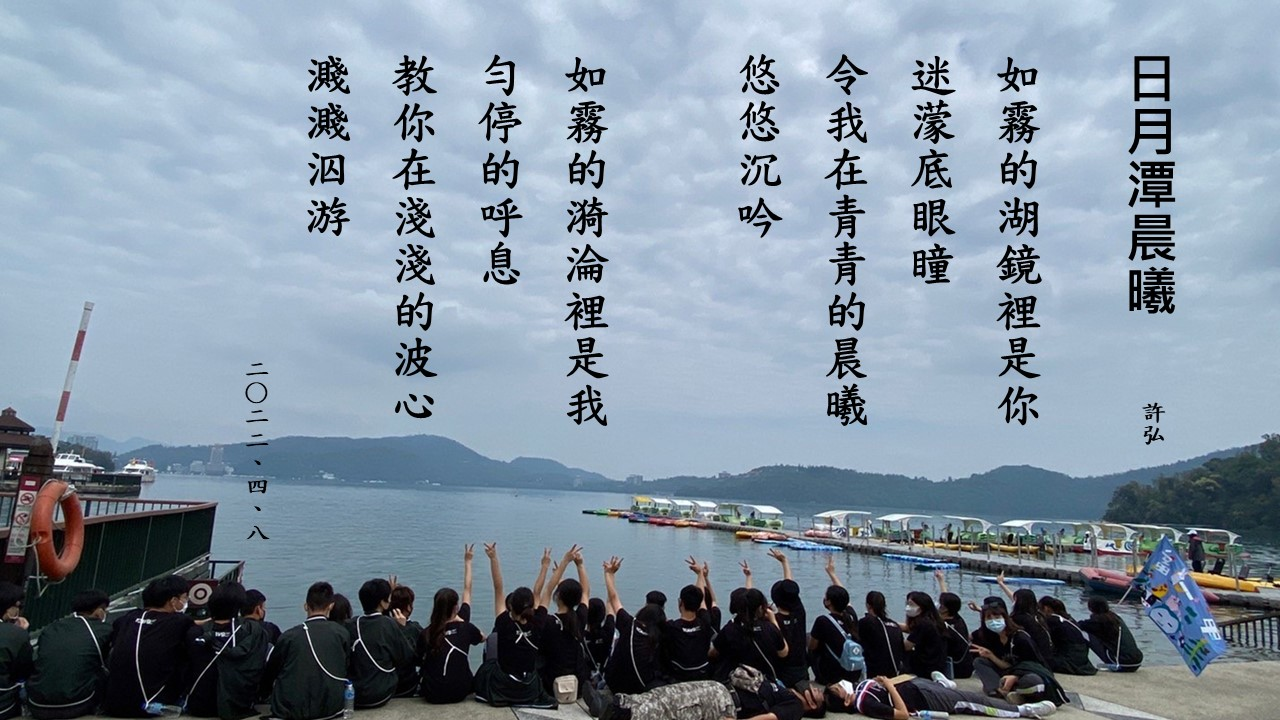 日月潭晨曦
許弘
如霧的湖鏡裡是你
迷濛底眼瞳
令我在青青的晨曦
悠悠沉吟
如霧的漪淪裡是我
勻停的呼息
教你在淺淺的波心
濺濺泅游
二〇二二、四、八